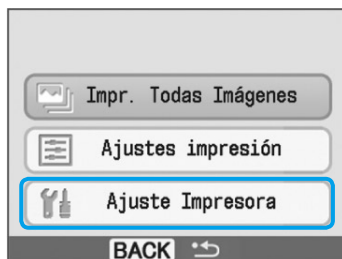 Impr. Todas Imágenes
Ajustes impresión
Ajuste Impresora
BACK